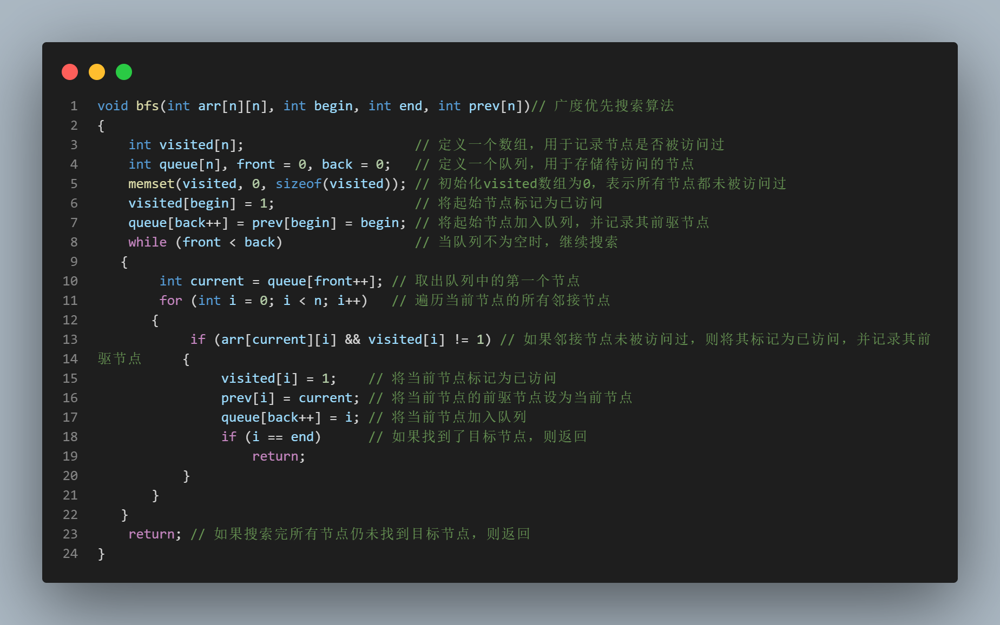 1 void bfs(int arr[n][n], int begin, int end, int prev[n])// 广度优先搜索算法
2 {
3     int visited[n];                      // 定义一个数组，用于记录节点是否被访问过
4     int queue[n], front = 0, back = 0;   // 定义一个队列，用于存储待访问的节点
5     memset(visited, 0, sizeof(visited)); // 初始化visited数组为0，表示所有节点都未被访问过
6     visited[begin] = 1;                  // 将起始节点标记为已访问
7     queue[back++] = prev[begin] = begin; // 将起始节点加入队列，并记录其前驱节点
8     while (front < back)                 // 当队列不为空时，继续搜索
9    {
10         int current = queue[front++]; // 取出队列中的第一个节点
11         for (int i = 0; i < n; i++)   // 遍历当前节点的所有邻接节点
12        {
13             if (arr[current][i] && visited[i] != 1) // 如果邻接节点未被访问过，则将其标记为已访问，并记录其前
14 驱节点      {
15                 visited[i] = 1;    // 将当前节点标记为已访问
16                 prev[i] = current; // 将当前节点的前驱节点设为当前节点
17                 queue[back++] = i; // 将当前节点加入队列
18                 if (i == end)      // 如果找到了目标节点，则返回
19                     return;
20            }
21        }
22    }
23     return; // 如果搜索完所有节点仍未找到目标节点，则返回
24 }